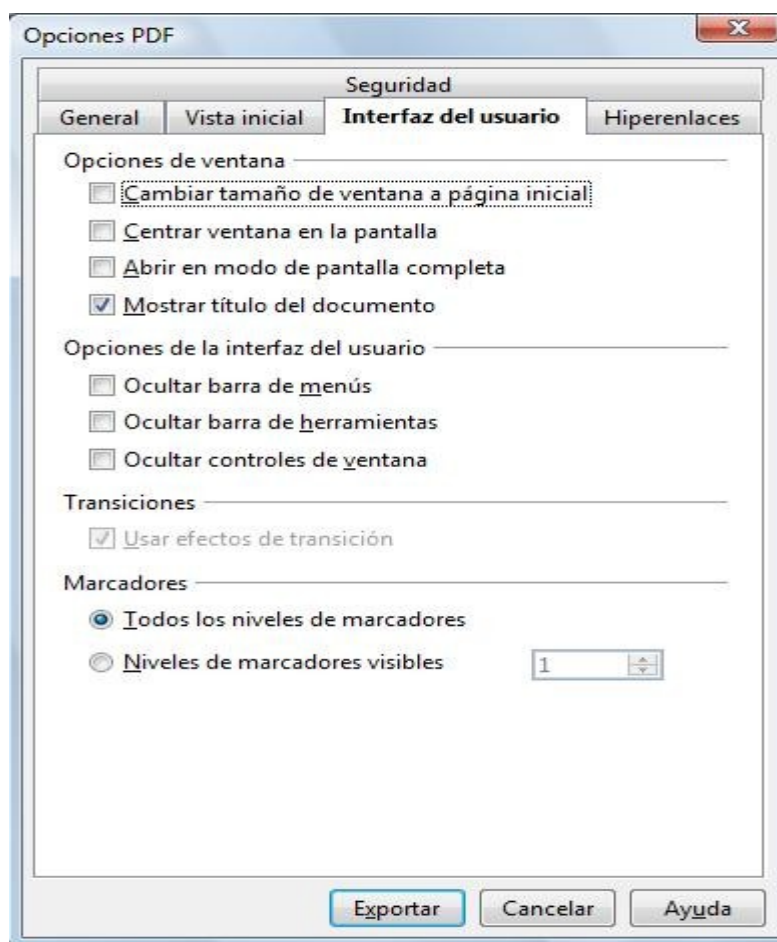 Opciones PDF
Seguridad
General Vista inicial Interfaz del usuario Hiperenlaces
Opciones de ventana
Cambiar tamaño de ventana a página inicial
Centrar ventana en la pantalla
Abrir en modo de pantalla completa
Mostrar título del documento
Opciones de la interfaz del usuario
Ocultar barra de menús
Ocultar barra de herramientas
Ocultar controles de ventana
Transiciones
Usar efectos de transición
Marcadores
Todos los niveles de marcadores
Niveles de marcadores visibles 1
Exportar Cancelar Ayuda